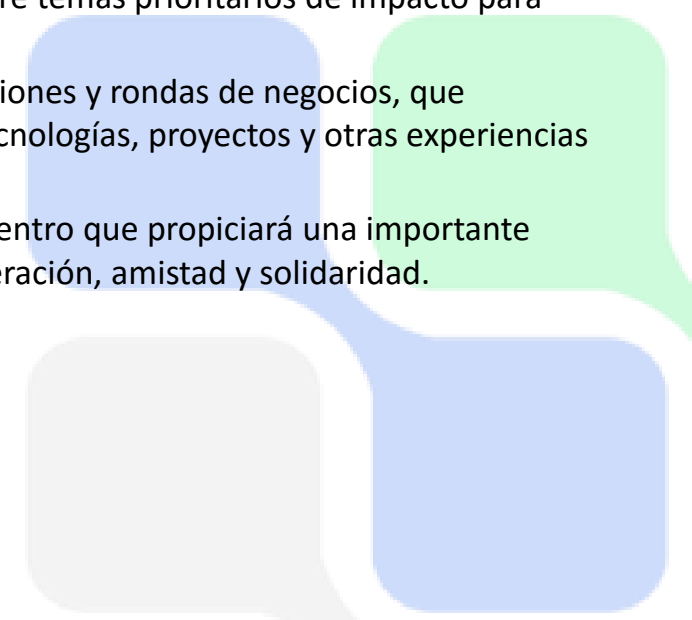 re temas prioritarios de impacto para
iones y rondas de negocios, que
cnologías, proyectos y otras experiencias
entro que propiciará una importante
eración, amistad y solidaridad.